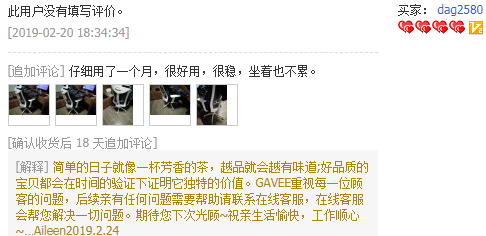 此用户没有填写评价。
买家： dag2580
[2019-02-20 18:34:34]
[追加评论] 仔细用了一个月，很好用，很稳，坐着也不累。
[确认收货后 18 天追加评论]
[解释] 简单的日子就像一杯芳香的茶，越品就会越有味道;好品质的
宝贝都会在时间的验证下证明它独特的价值。GAVEE重视每一位顾
客的问题，后续亲有任何问题需要帮助请联系在线客服，在线客服
会帮您解决一切问题。期待您下次光顾~祝亲生活愉快，工作顺心
~...Aileen2019.2.24